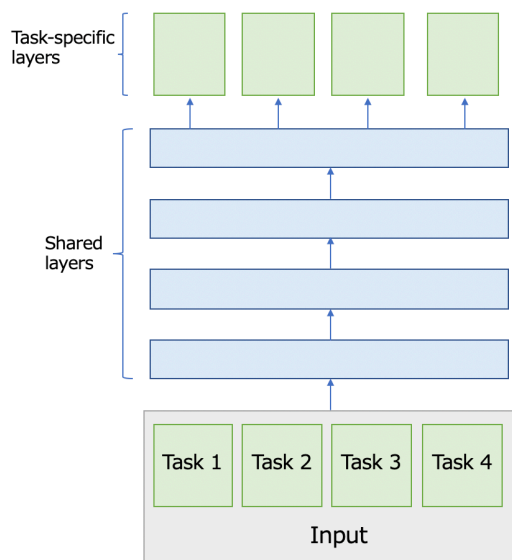 Task-specific
layers
Shared
layers
Task 1
Task 2
Task 3
Task 4
Input